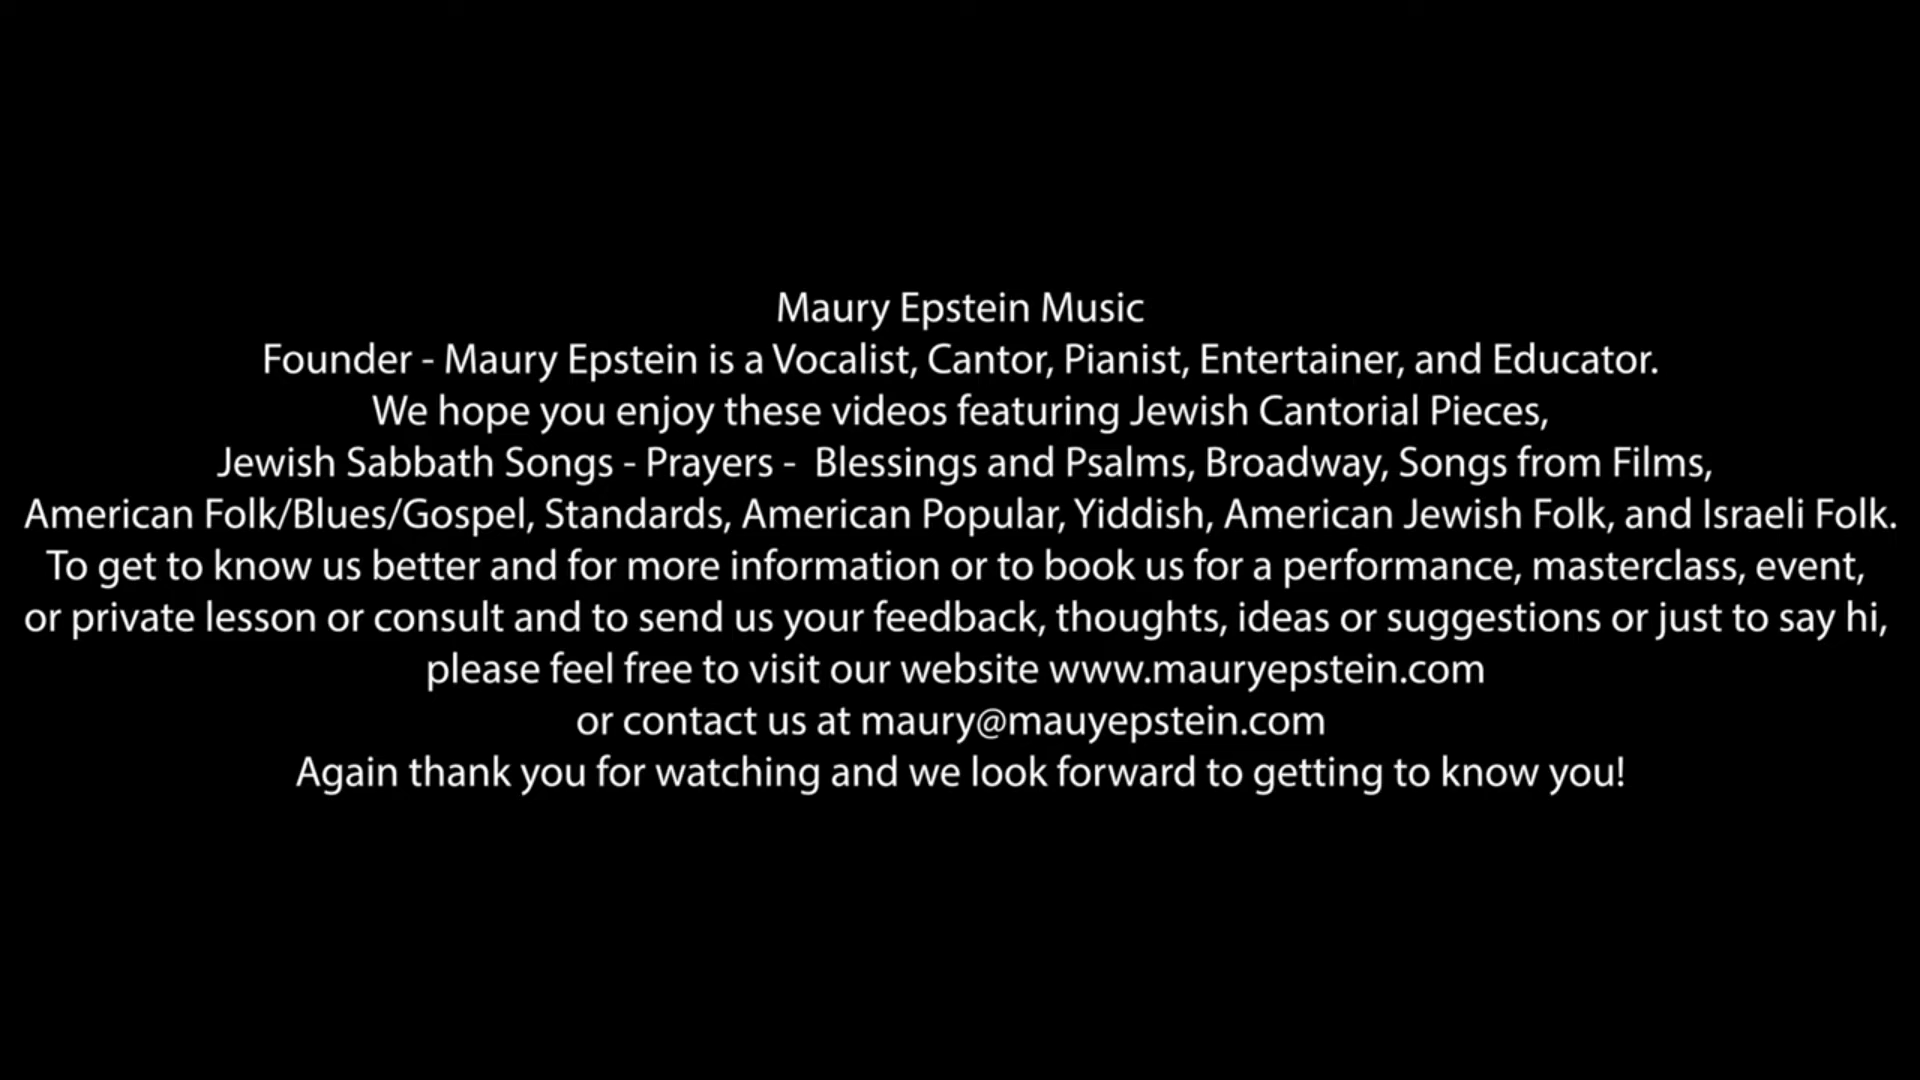 Maury Epstein Music
Founder - Maury Epstein is a Vocalist, Cantor, Pianist, Entertainer, and Educator.
We hope you enjoy these videos featuring Jewish Cantorial Pieces,
Jewish Sabbath Songs - Prayers -  Blessings and Psalms, Broadway, Songs from Films,
American Folk/Blues/Gospel, Standards, American Popular, Yiddish, American Jewish Folk, and Israeli Folk.
To get to know us better and for more information or to book us for a performance, masterclass, event,
or private lesson or consult and to send us your feedback, thoughts, ideas or suggestions or just to say hi,
please feel free to visit our website www.mauryepstein.com
or contact us at maury@mauyepstein.com
Again thank you for watching and we look forward to getting to know you!